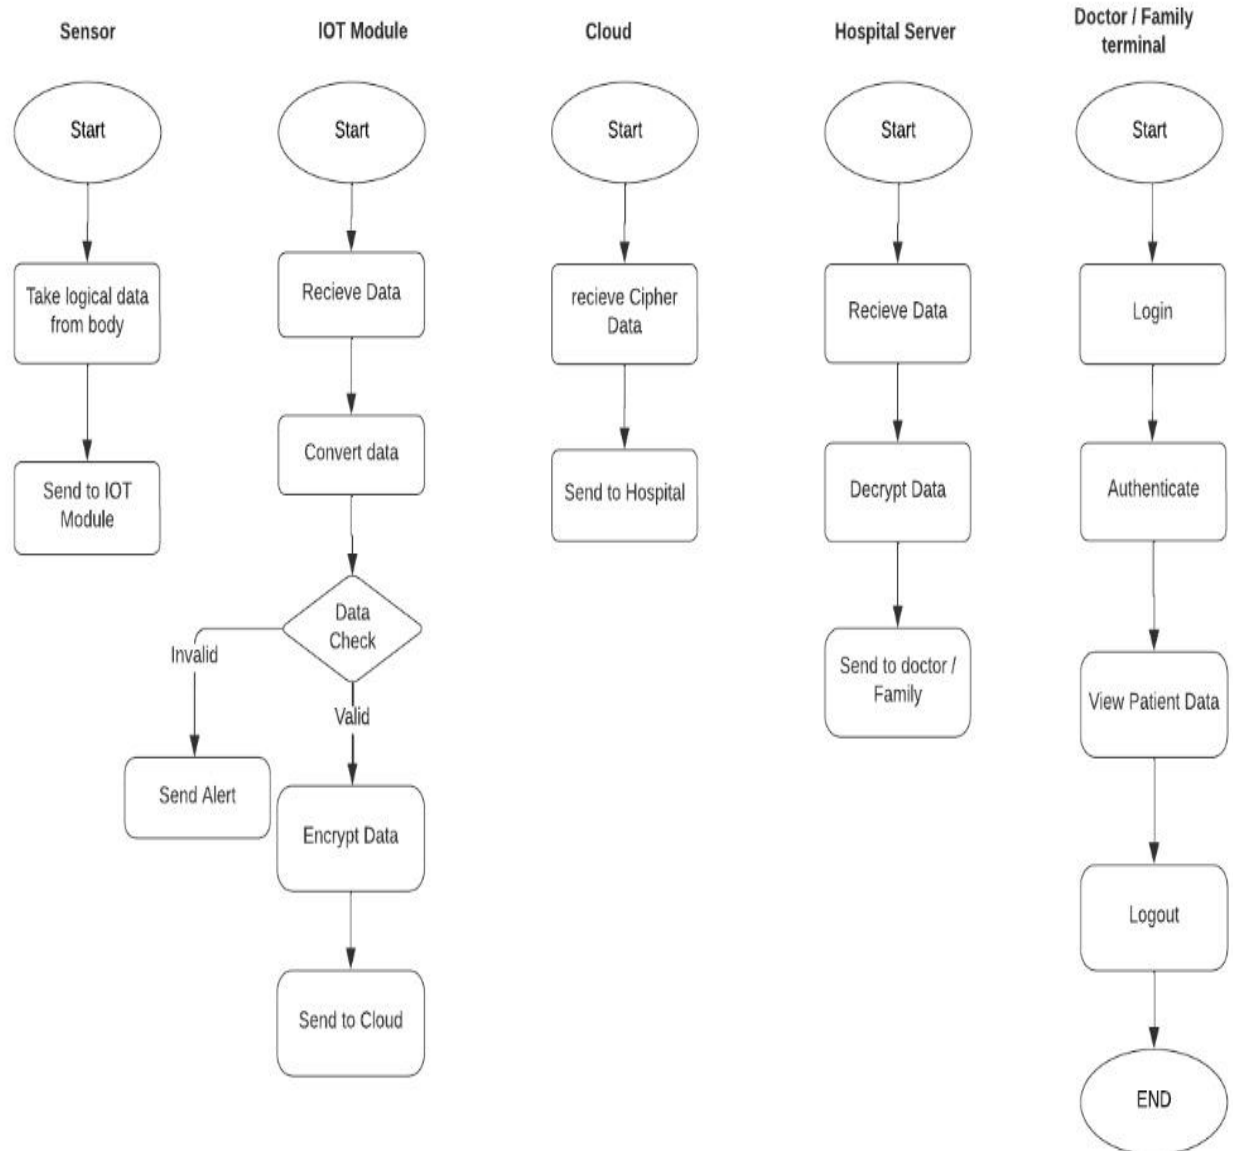 Sensor
IOT Module
Cloud
Hospital Server
Doctor / Family
terminal
Start
Start
Start
Start
Start
Take logical data
from body
Recieve Data
recieve Cipher
Data
Recieve Data
Login
Send to IOT
Module
Convert data
Send to Hospital
Decrypt Data
Authenticate
Data
Check
Invalid
Valid
Send to doctor /
Family
View Patient Data
Send Alert
Encrypt Data
Logout
Send to Cloud
END